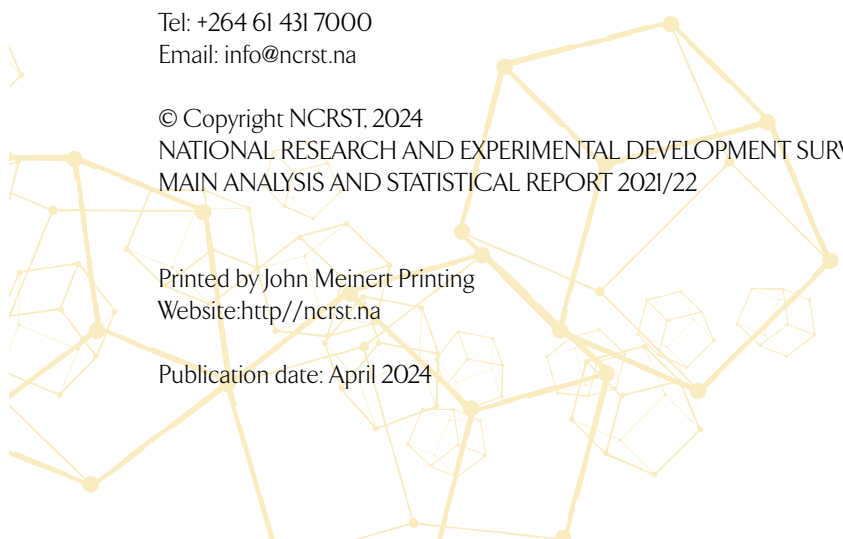 Tel: +264 61 431 7000
Email: info@ncrst.na
© Copyright NCRST, 2024
NATIONAL RESEARCH AND EXPERIMENTAL DEVELOPMENT
MAIN ANALYSIS AND STATISTICAL REPORT 2021/22
Printed by John Meinert Printing
Website:http//ncrst.na
Publication date: April 2024